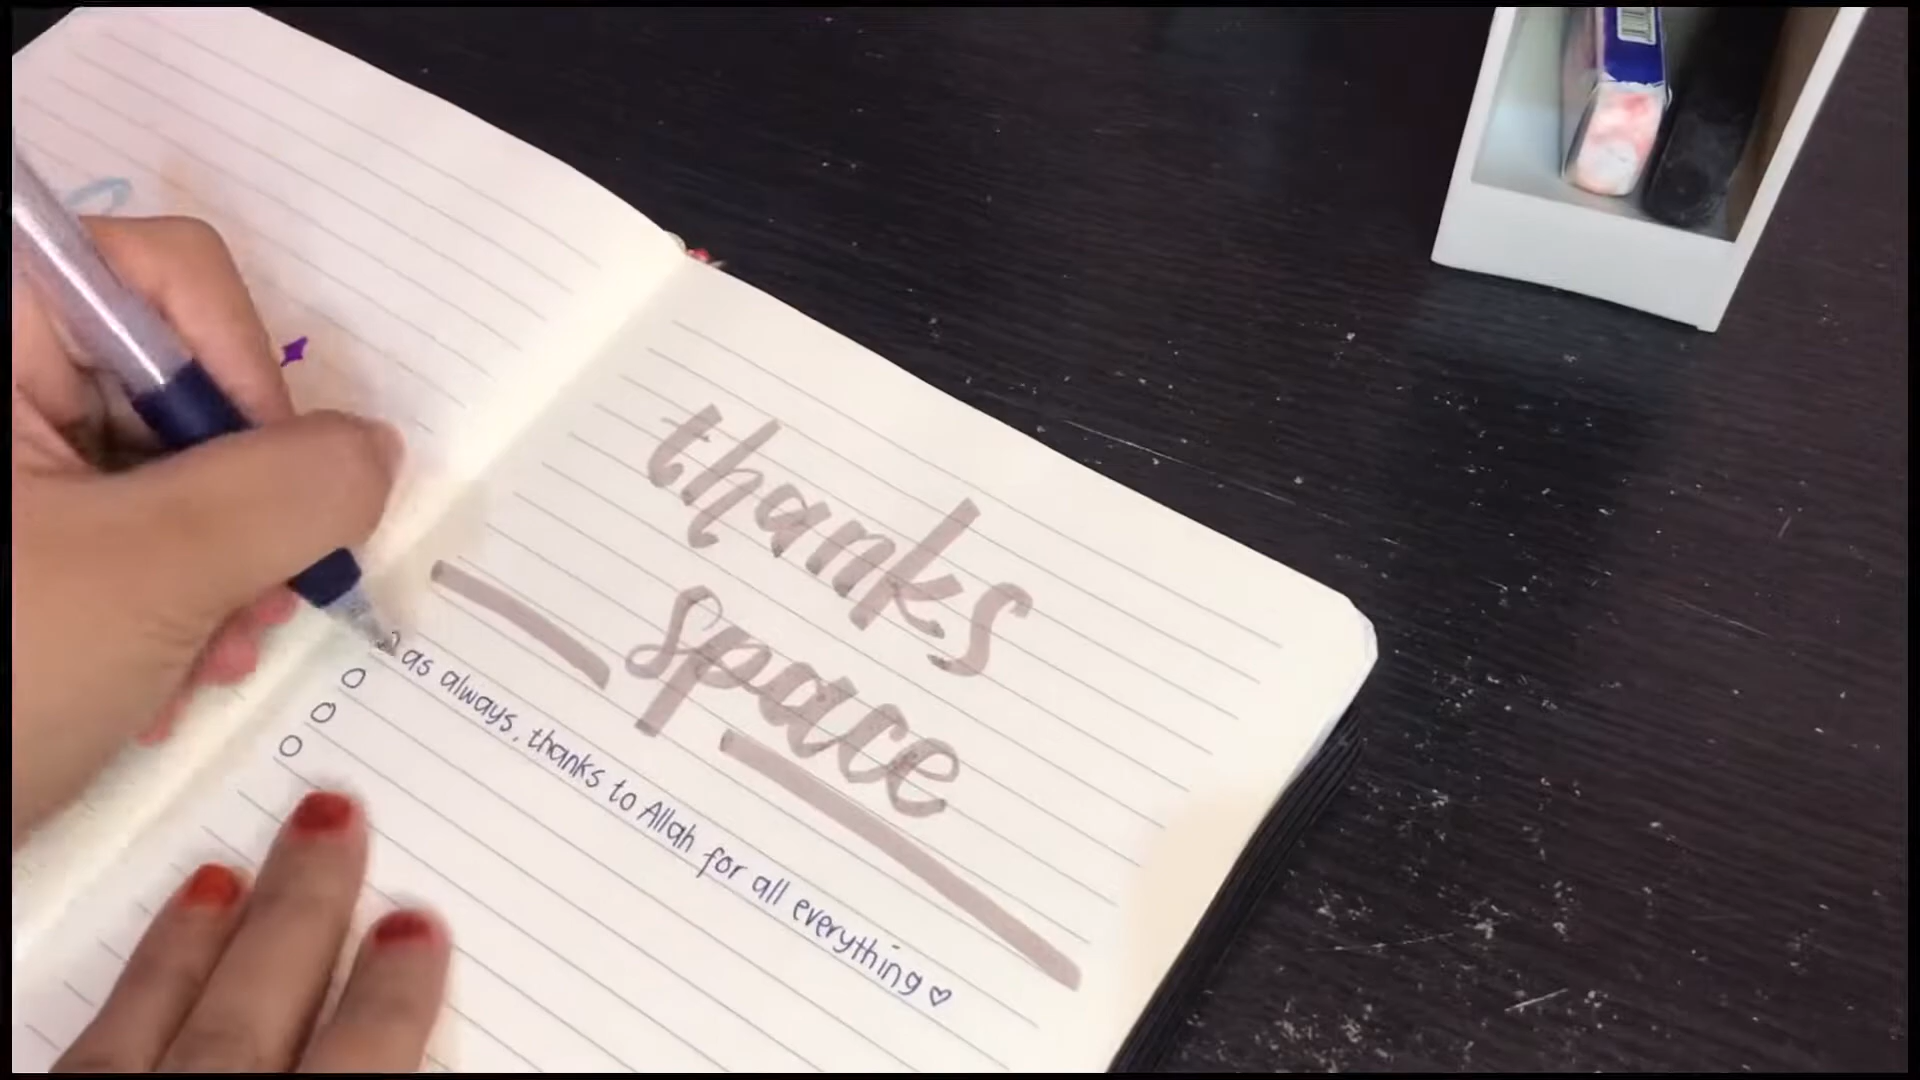 thanks
space
as always, thanks to Allah for all everything ♡